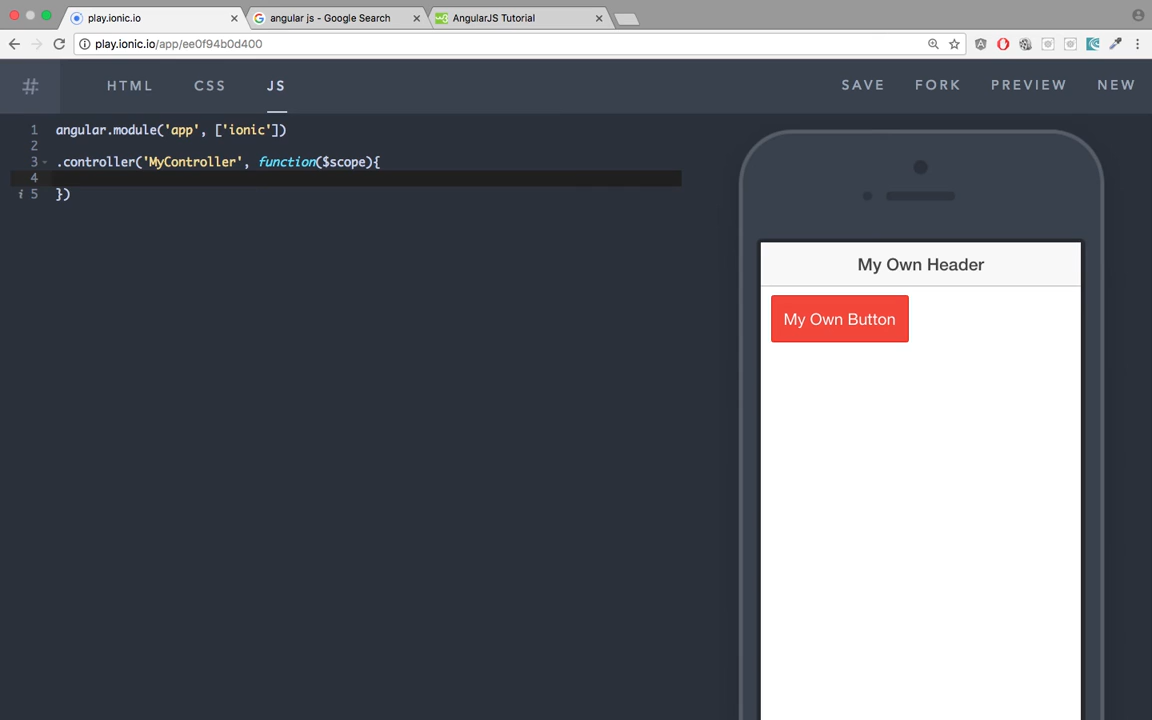 play.ionic.io
angular js - Google Search
AngularJS Tutorial
play.ionic.io/app/ee0f94b0d400
# HTML CSS JS SAVE FORK PREVIEW NEW
1 angular.module('app', ['ionic'])
2
3 .controller('MyController', function($scope){
4
5 })
My Own Header
My Own Button